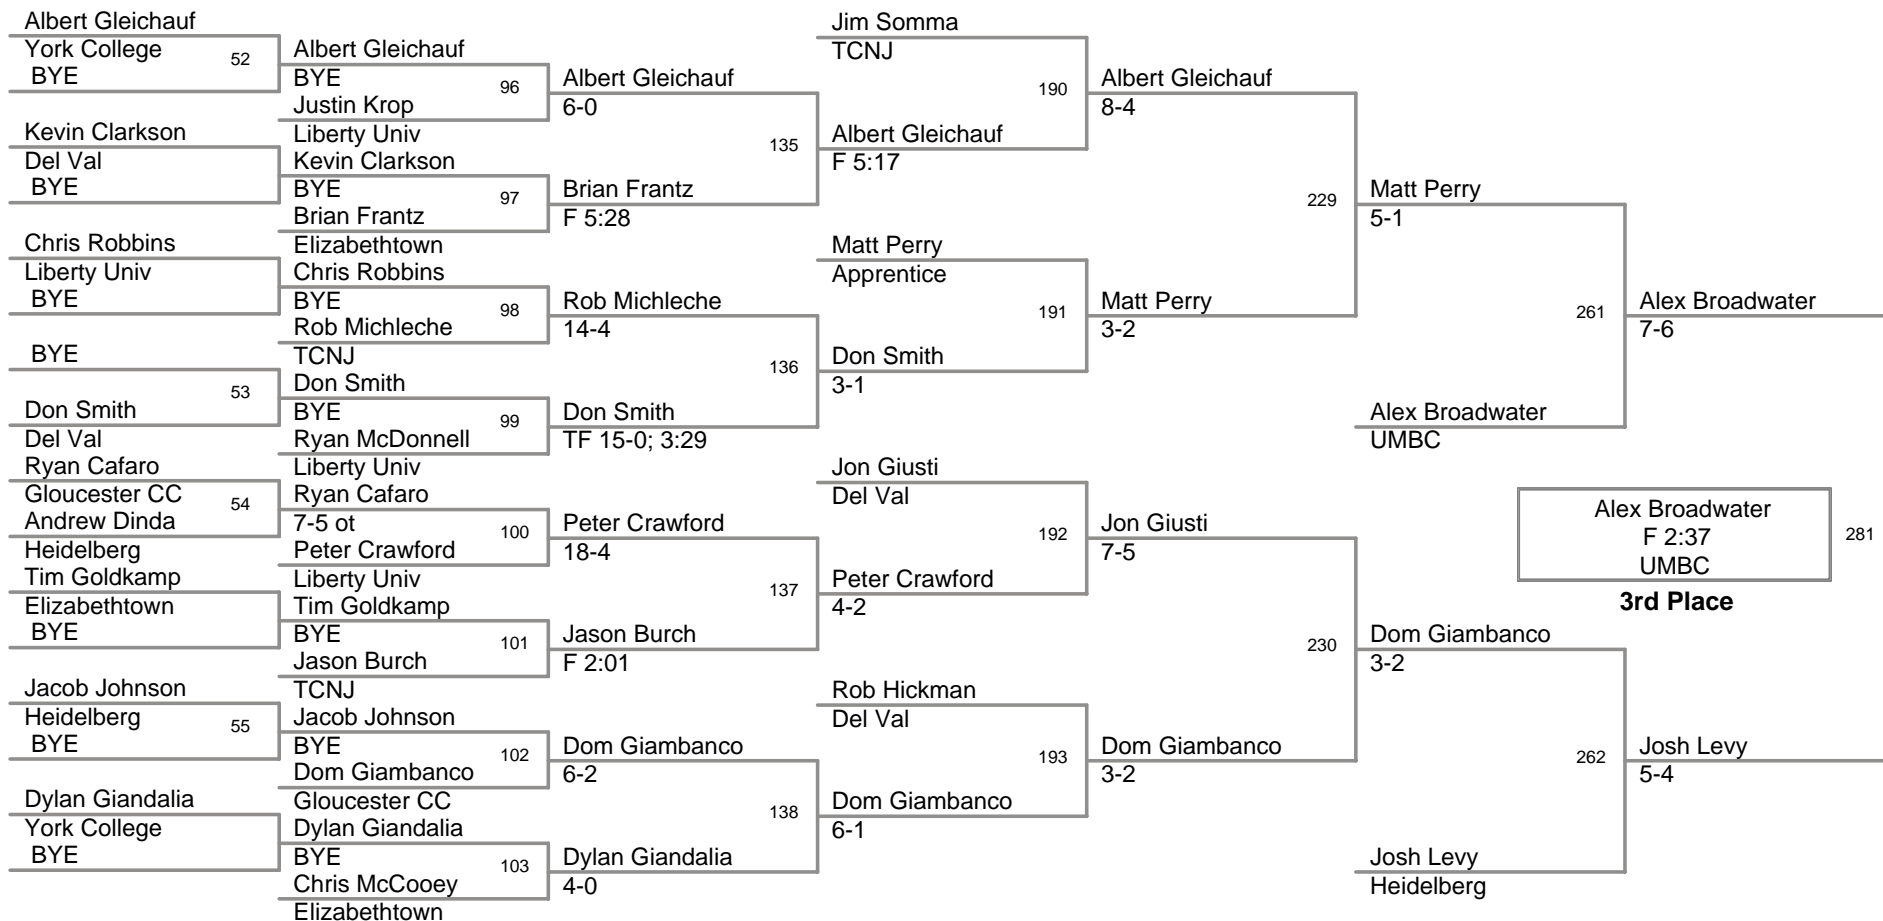 Albert Gleichauf
York College
BYE
52
Kevin Clarkson
Del Val
BYE
Chris Robbins
Liberty Univ
BYE
BYE
53
Don Smith
Del Val
Ryan Cafaro
Gloucester CC
54
Andrew Dinda
Heidelberg
Tim Goldkamp
Elizabethtown
BYE
Jacob Johnson
Heidelberg
55
BYE
Dylan Giandalia
York College
BYE
Albert Gleichauf
BYE
96
Justin Krop
Liberty Univ
Kevin Clarkson
BYE
97
Brian Frantz
Elizabethtown
Chris Robbins
BYE
98
Rob Michleche
TCNJ
Don Smith
BYE
99
Ryan McDonnell
Liberty Univ
Ryan Cafaro
7-5 ot
100
Peter Crawford
Liberty Univ
Tim Goldkamp
BYE
101
Jason Burch
TCNJ
Jacob Johnson
BYE
102
Dom Giambanco
Gloucester CC
Dylan Giandalia
BYE
103
Chris McCooey
Elizabethtown
Albert Gleichauf
6-0
135
Brian Frantz
F 5:28
Rob Michleche
14-4
136
Don Smith
TF 15-0; 3:29
Peter Crawford
18-4
137
Jason Burch
F 2:01
Dom Giambanco
6-2
138
Dylan Giandalia
4-0
Jim Somma
TCNJ
190
Albert Gleichauf
F 5:17
Matt Perry
Apprentice
191
Don Smith
3-1
Jon Giusti
Del Val
192
Peter Crawford
4-2
Rob Hickman
Del Val
193
Dom Giambanco
6-1
Albert Gleichauf
8-4
229
Matt Perry
3-2
Jon Giusti
7-5
230
Dom Giambanco
3-2
Matt Perry
5-1
261
Alex Broadwater
UMBC
Dom Giambanco
3-2
262
Josh Levy
Heidelberg
Alex Broadwater
7-6
Alex Broadwater
F 2:37
UMBC
281
3rd Place
Josh Levy
5-4